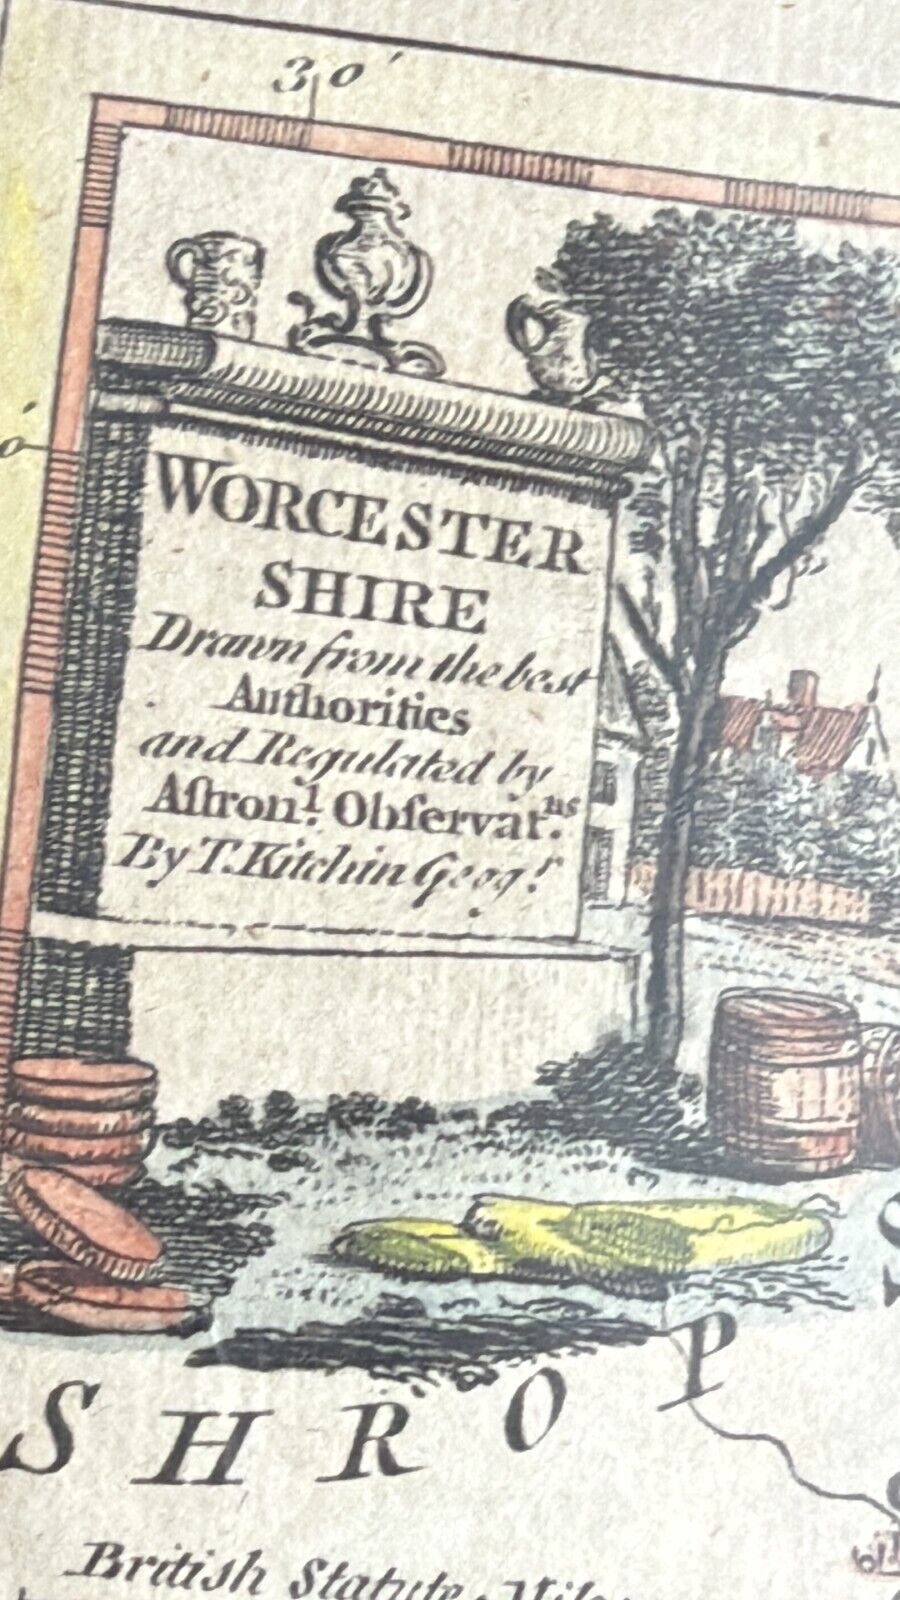 30'
WORCESTER
SHIRE
Drawn from the best
Authorities
and Regulated by
Aſtron.l Obſervat.ns
By T. Kitchin Geog.r
SHROP
British Statute Miles